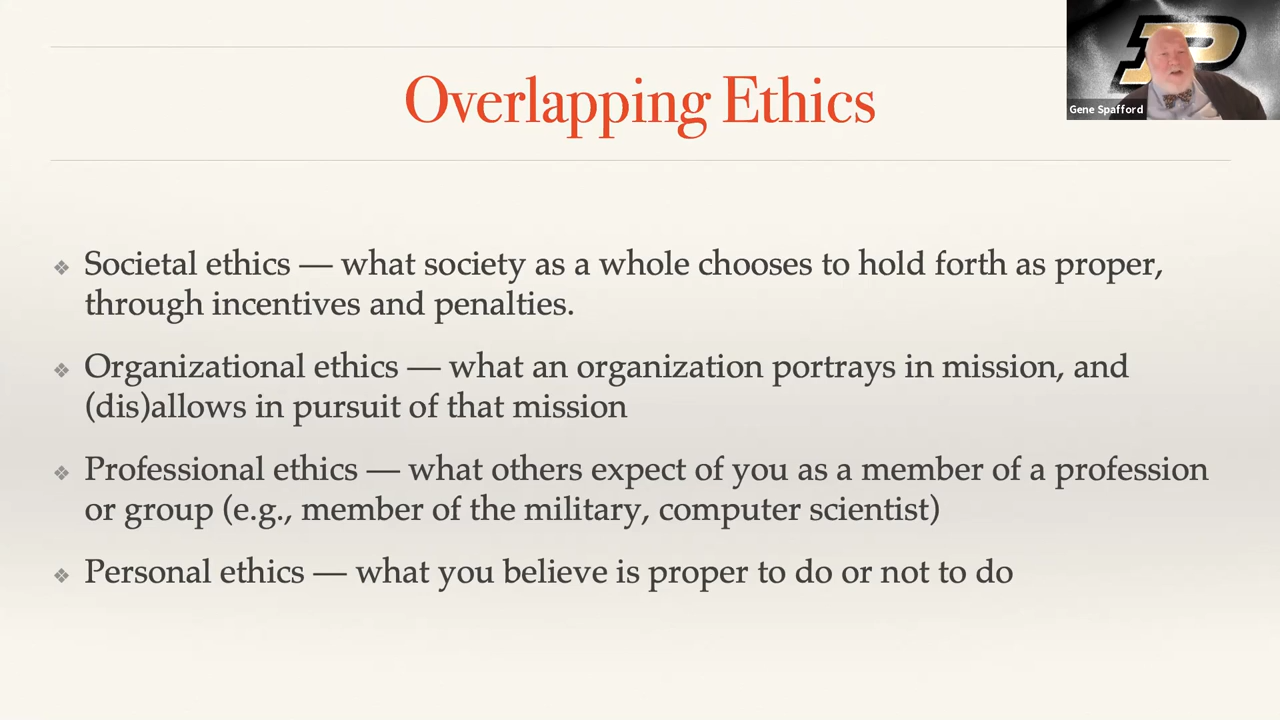 Overlapping Ethics
Gene Spafford
❖ Societal ethics — what society as a whole chooses to hold forth as proper,
through incentives and penalties.
❖ Organizational ethics — what an organization portrays in mission, and
(dis)allows in pursuit of that mission
❖ Professional ethics — what others expect of you as a member of a profession
or group (e.g., member of the military, computer scientist)
❖ Personal ethics — what you believe is proper to do or not to do